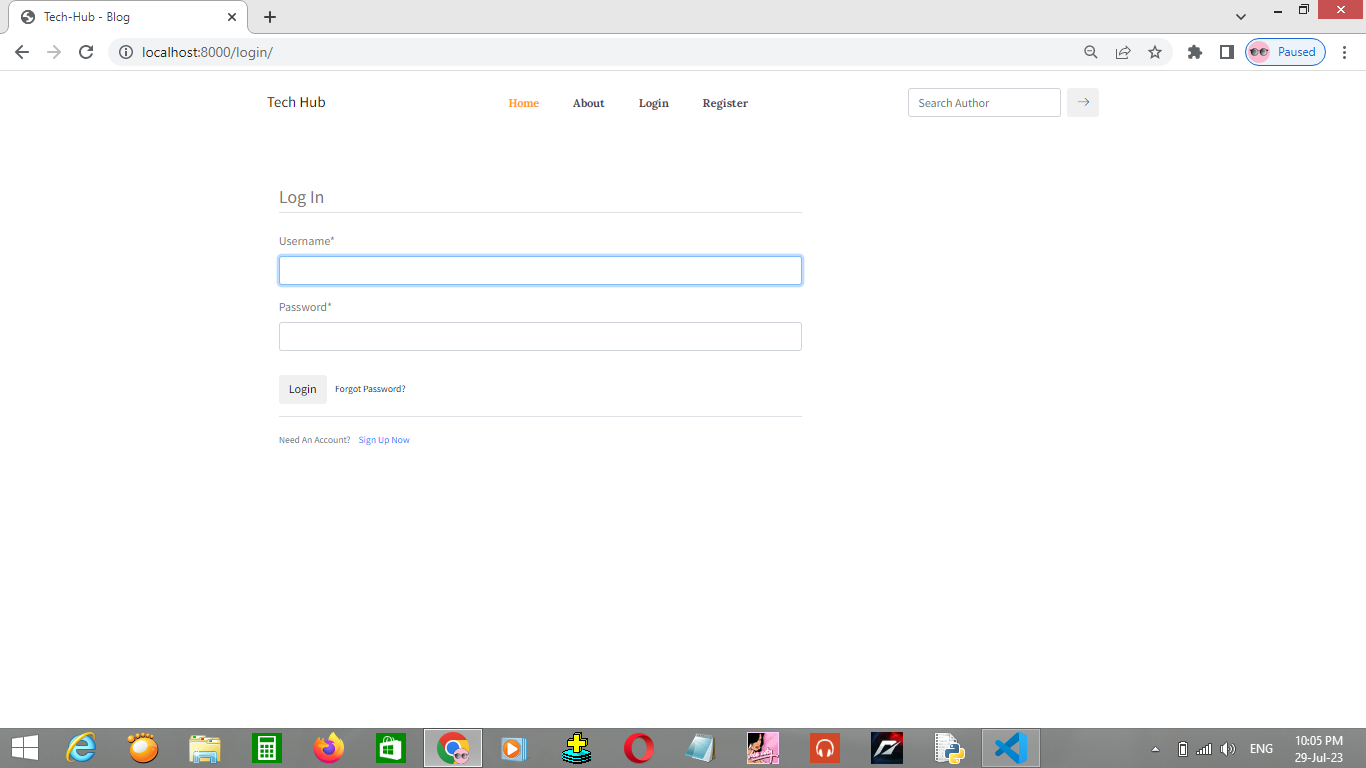 Tech-Hub - Blog
localhost:8000/login/
Paused
Tech Hub
Home
About
Login
Register
Search Author
Log In
Username*
Password*
Login
Forgot Password?
Need An Account? Sign Up Now
ENG
10:05 PM
29-Jul-23